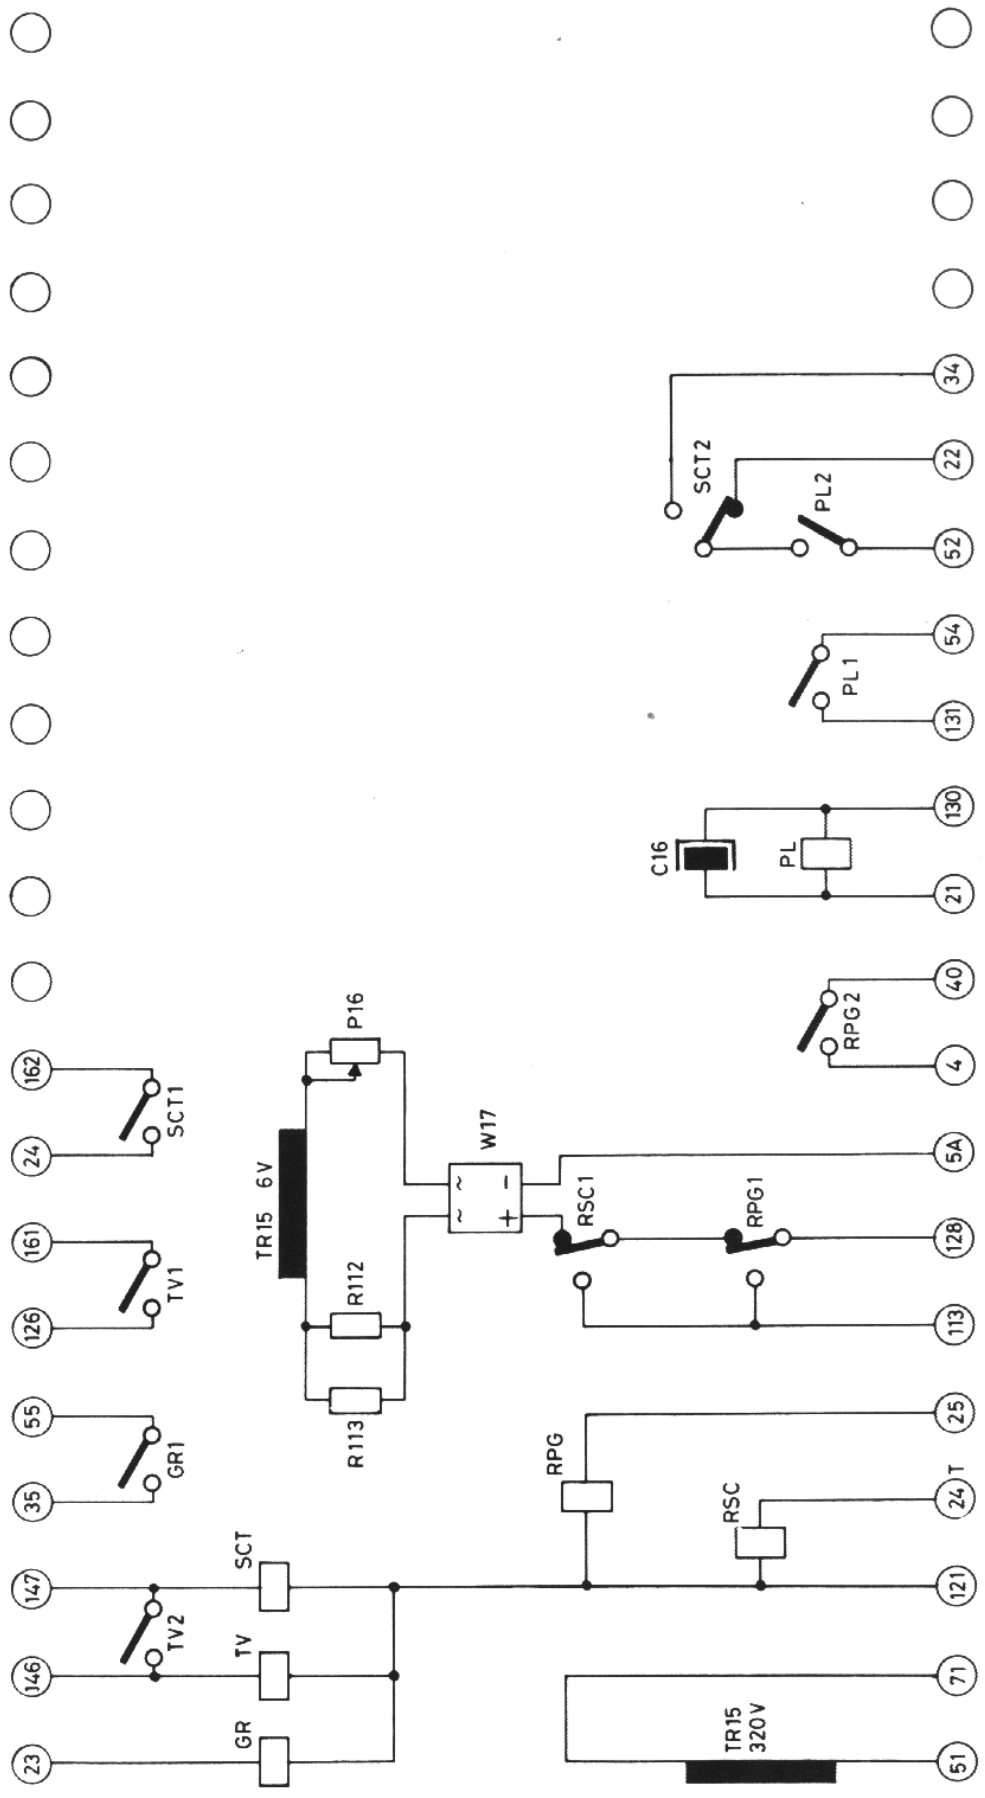 34
22
SCT2
PL2
52
54
PL1
131
130
C16
PL
21
40
RPG2
4
162
SCT1
24
P16
161
TV1
126
TR15 6V
W17
~ ~
+ −
5A
RSC1
RPG1
128
R112
113
55
GR1
35
R113
RPG
25
RSC
24 T
147
SCT
121
TV2
146
TV
71
TR15
320V
23
GR
51